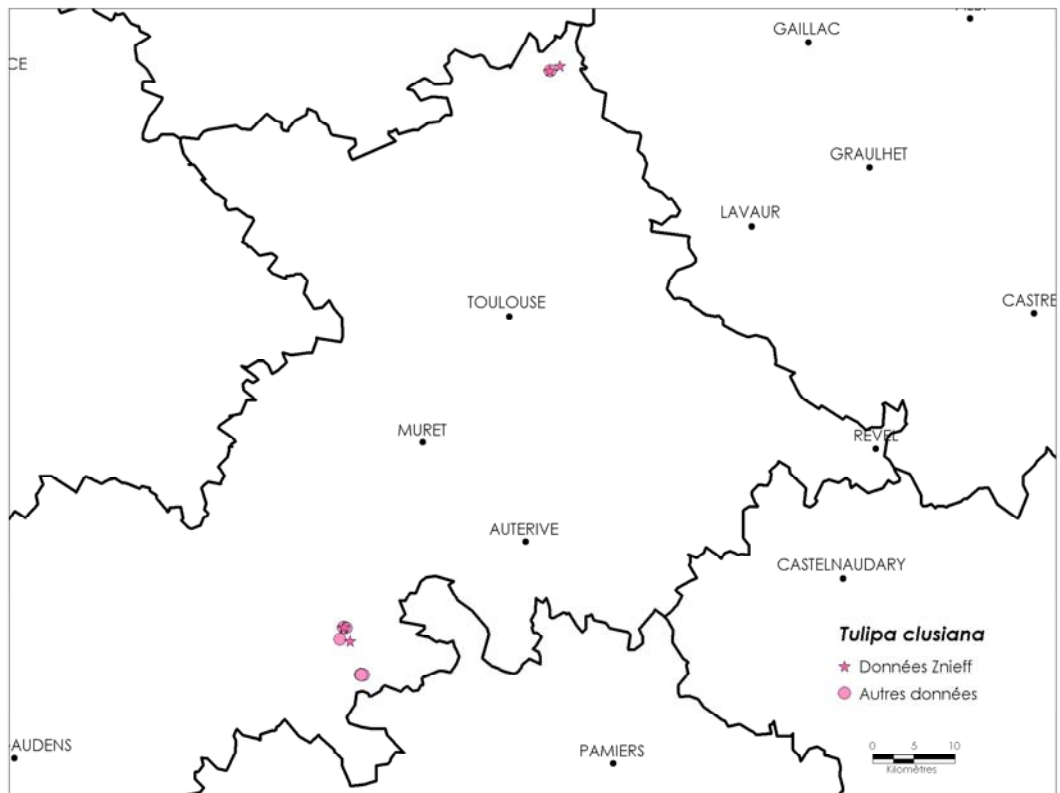 GAILLAC
CE
GRAULHET
LAVAUR
TOULOUSE
CASTRE
MURET
REVEL
AUTERIVE
CASTELNAUDARY
Tulipa clusiana
Données Znieff
Autres données
AUDENS
PAMIERS
0 5 10
Kilomètres